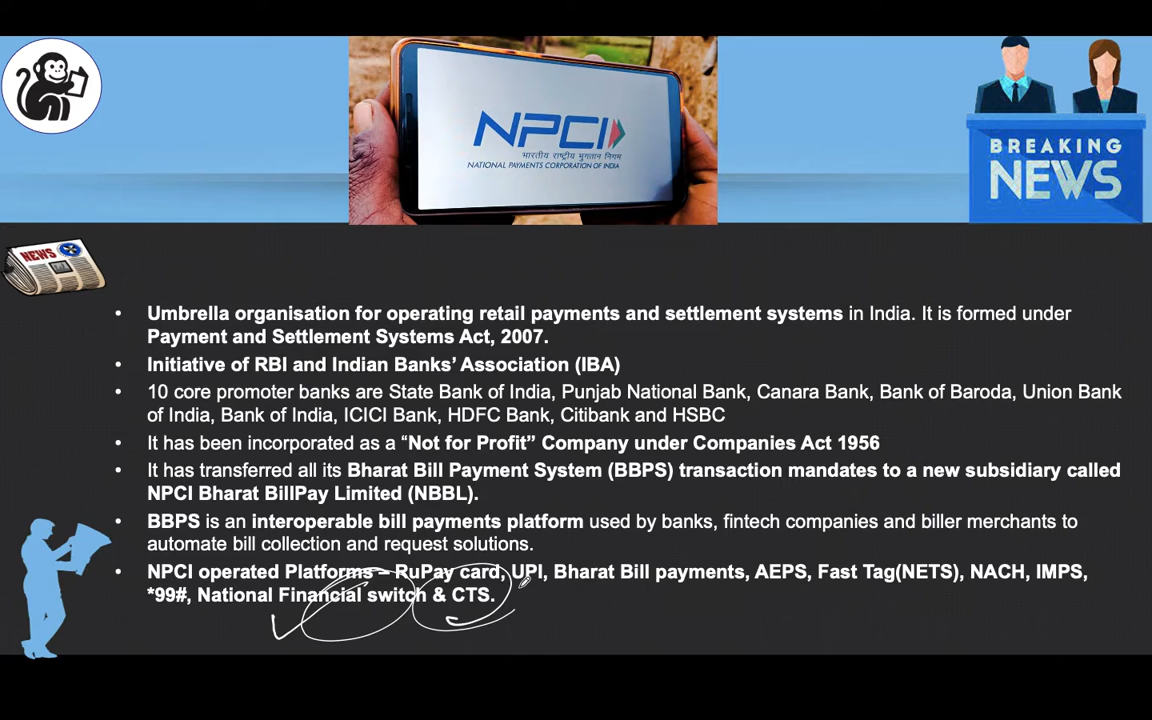 NPCI
भारतीय राष्ट्रीय भुगतान निगम
NATIONAL PAYMENTS CORPORATION OF INDIA
BREAKING
NEWS
NEWS
• Umbrella organisation for operating retail payments and settlement systems in India. It is formed under
Payment and Settlement Systems Act, 2007.
• Initiative of RBI and Indian Banks’ Association (IBA)
• 10 core promoter banks are State Bank of India, Punjab National Bank, Canara Bank, Bank of Baroda, Union Bank
of India, Bank of India, ICICI Bank, HDFC Bank, Citibank and HSBC
• It has been incorporated as a “Not for Profit” Company under Companies Act 1956
• It has transferred all its Bharat Bill Payment System (BBPS) transaction mandates to a new subsidiary called
NPCI Bharat BillPay Limited (NBBL).
• BBPS is an interoperable bill payments platform used by banks, fintech companies and biller merchants to
automate bill collection and request solutions.
• NPCI operated Platforms – RuPay card, UPI, Bharat Bill payments, AEPS, Fast Tag(NETS), NACH, IMPS,
*99#, National Financial switch & CTS.